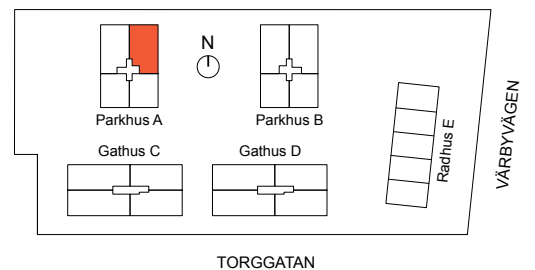 N
Parkhus A
Parkhus B
Gathus C
Gathus D
Radhus E
VÄRBYVÄGEN
TORGGATAN